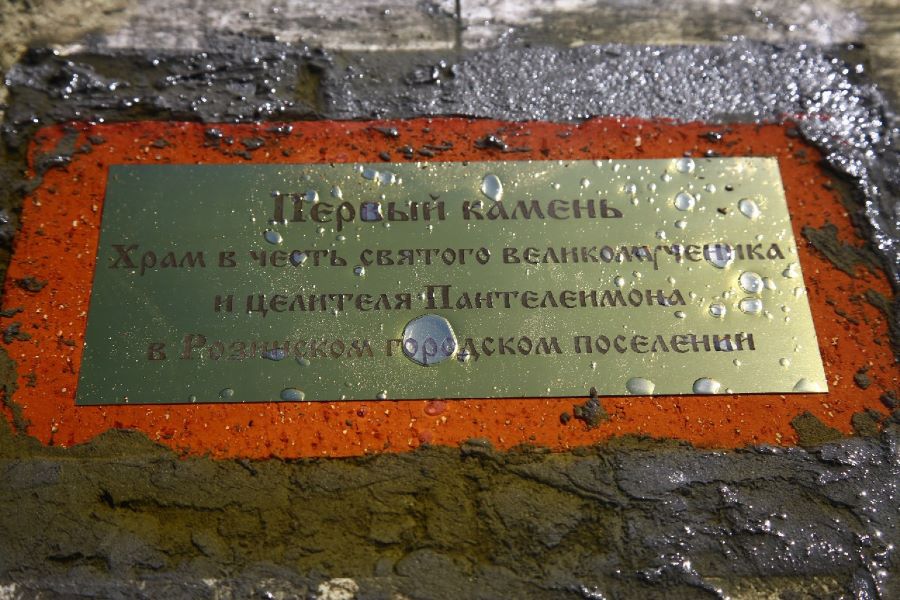 Первый камень
Храм в честь святого великомученика
и целителя Пантелеимона
в Рознинском городском поселении